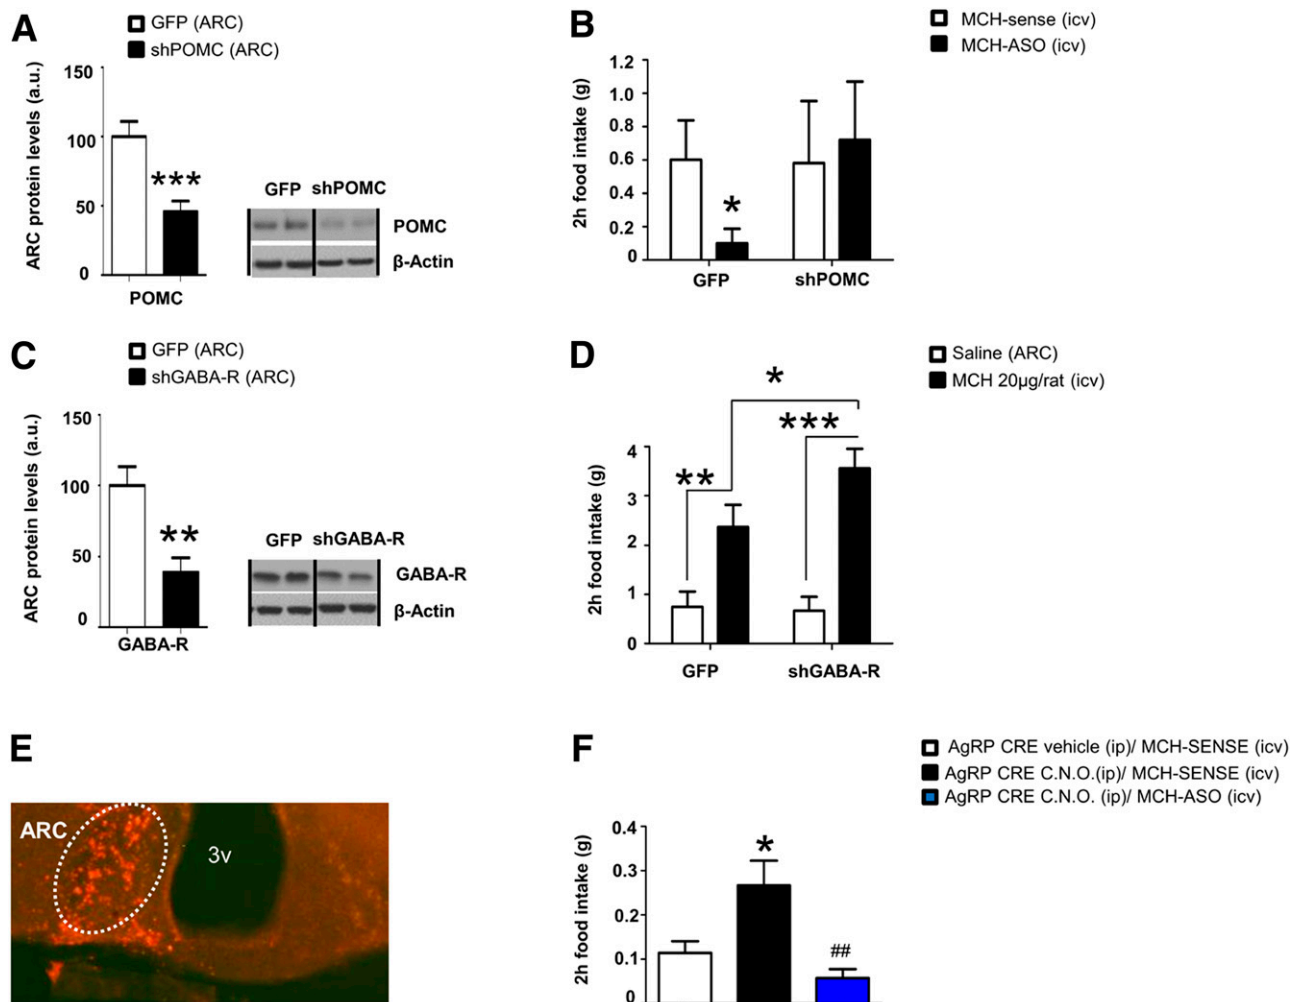 A
GFP (ARC)
shPOMC (ARC)
ARC protein levels (a.u.)
150
100
50
0
***
POMC
GFP shPOMC
POMC
β-Actin
B
MCH-sense (icv)
MCH-ASO (icv)
2h food intake (g)
1.2
1.0
0.8
0.6
0.4
0.2
0
*
GFP
shPOMC
C
GFP (ARC)
shGABA-R (ARC)
ARC protein levels (a.u.)
150
100
50
0
**
GABA-R
GFP shGABA-R
GABA-R
β-Actin
D
Saline (ARC)
MCH 20µg/rat (icv)
2h food intake (g)
4
3
2
1
0
**
*
***
GFP
shGABA-R
E
ARC
3v
F
AgRP CRE vehicle (ip)/ MCH-SENSE (icv)
AgRP CRE C.N.O.(ip)/ MCH-SENSE (icv)
AgRP CRE C.N.O. (ip)/ MCH-ASO (icv)
2h food intake (g)
0.4
0.3
0.2
0.1
0
*
##